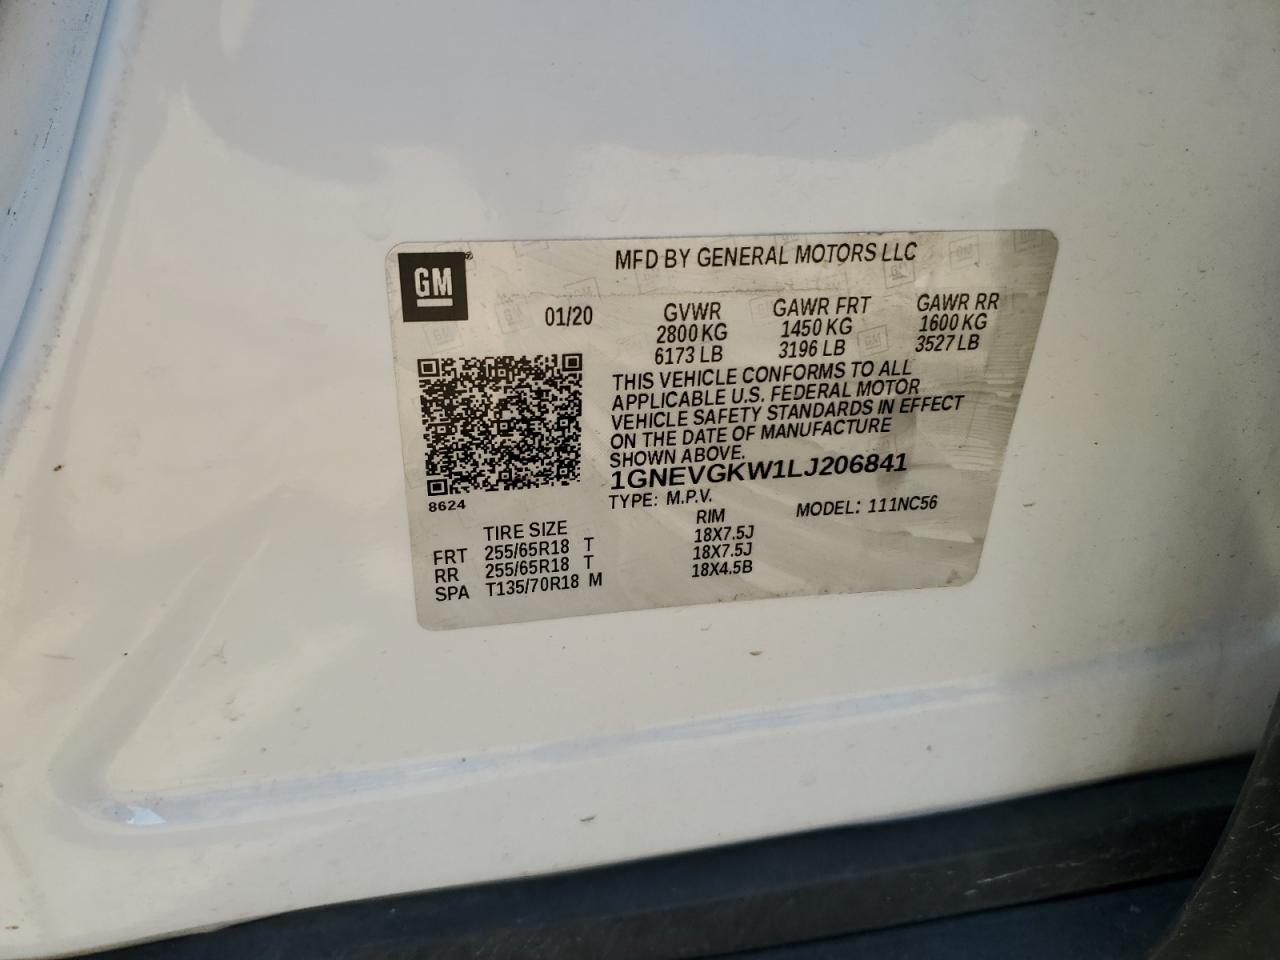 GM
MFD BY GENERAL MOTORS LLC
01/20 GVWR GAWR FRT GAWR RR
2800 KG 1450 KG 1600 KG
6173 LB 3196 LB 3527 LB
THIS VEHICLE CONFORMS TO ALL
APPLICABLE U.S. FEDERAL MOTOR
VEHICLE SAFETY STANDARDS IN EFFECT
ON THE DATE OF MANUFACTURE
SHOWN ABOVE.
1GNEVGKW1LJ206841
8624
TYPE: M.P.V. MODEL: 111NC56
TIRE SIZE RIM
FRT 255/65R18 T 18X7.5J
RR 255/65R18 T 18X7.5J
SPA T135/70R18 M 18X4.5B